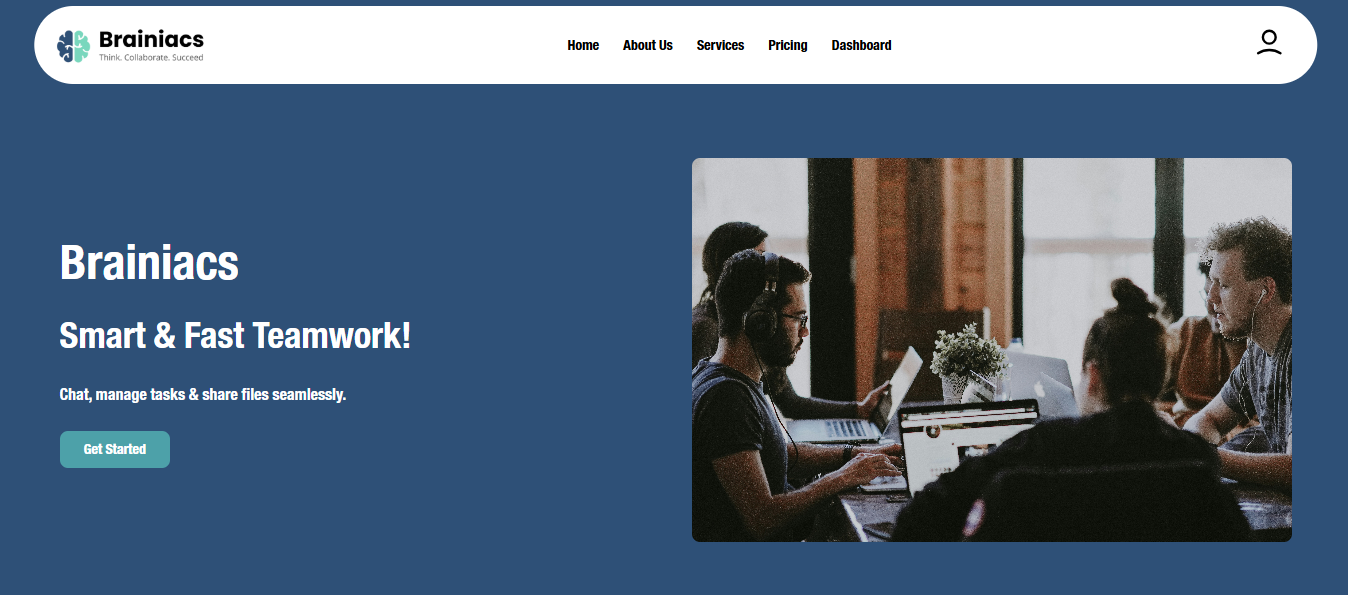 Brainiacs
Think. Collaborate. Succeed
Home About Us Services Pricing Dashboard
Brainiacs
Smart & Fast Teamwork!
Chat, manage tasks & share files seamlessly.
Get Started